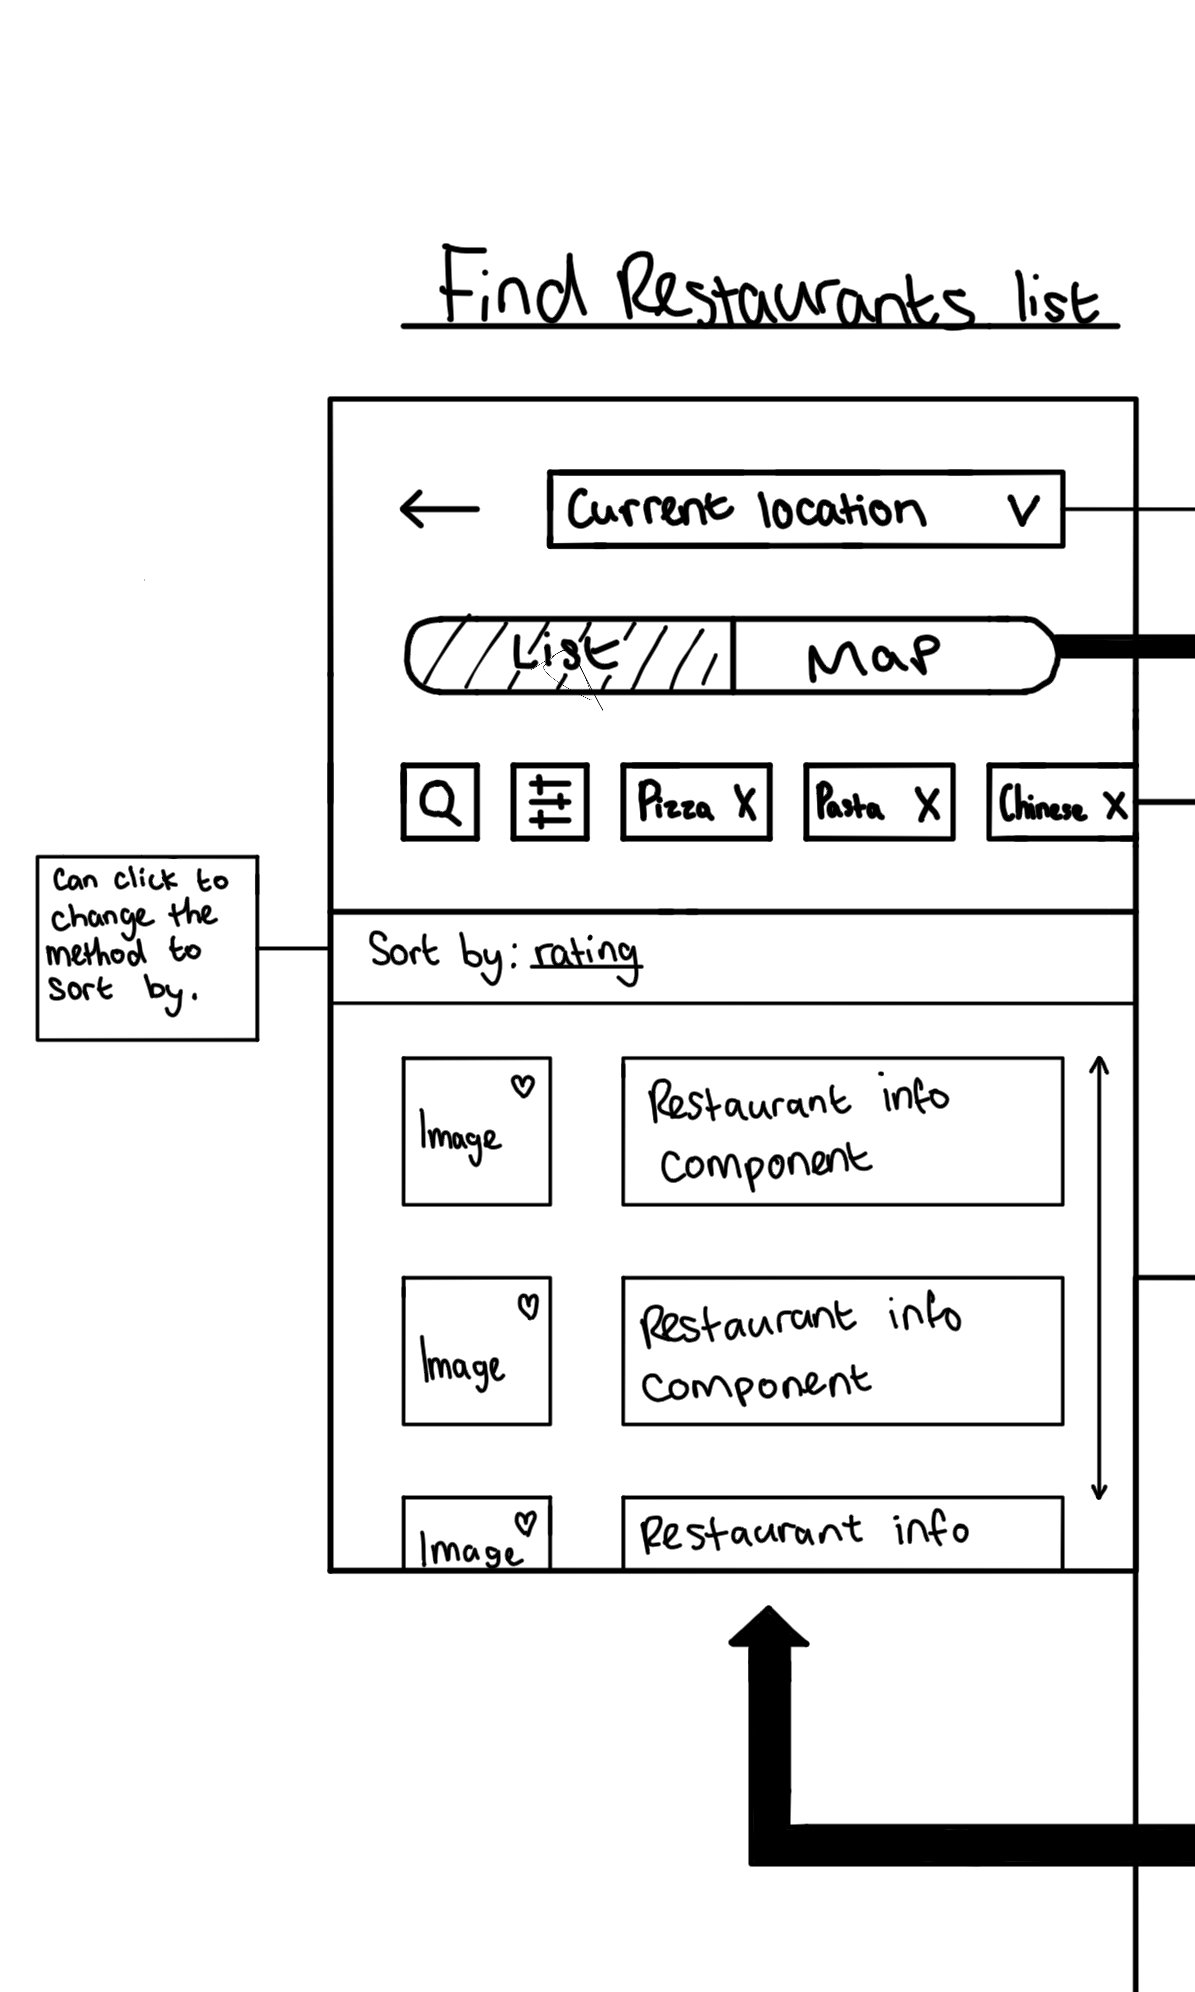 Find Restaurants list
Current location V
List Map
Pizza X Pasta X Chinese X
Can click to
change the
method to
sort by.
Sort by: rating
Image
Restaurant info
component
Image
Restaurant info
component
Image
Restaurant info